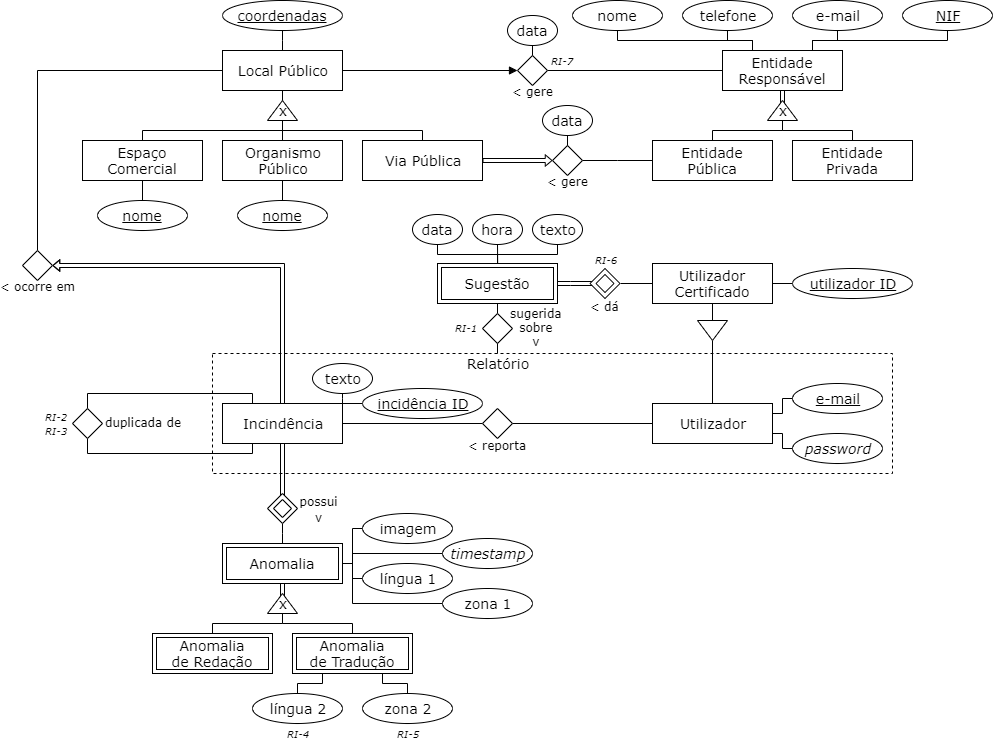 coordenadas
nome
telefone
e-mail
NIF
data
Local Público
RI-7
Entidade
Responsável
< gere
x
x
data
Espaço
Comercial
Organismo
Público
Via Pública
Entidade
Pública
Entidade
Privada
< gere
nome
nome
data
hora
texto
RI-6
< ocorre em
Sugestão
Utilizador
Certificado
utilizador ID
< dá
RI-1
sugerida
sobre
v
Relatório
texto
incidência ID
e-mail
RI-2
RI-3
duplicada de
Incindência
< reporta
Utilizador
password
possui
v
imagem
timestamp
Anomalia
língua 1
zona 1
x
Anomalia
de Redação
Anomalia
de Tradução
língua 2
zona 2
RI-4
RI-5